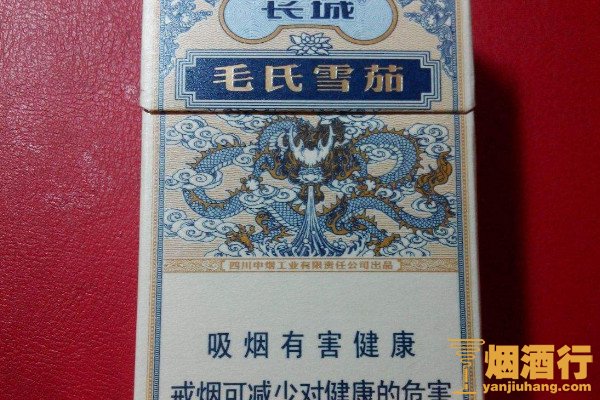 长城
毛氏雪茄
四川中烟工业有限责任公司出品
吸烟有害健康
戒烟可减少对健康的危害
烟酒行
yanjiuhang.com